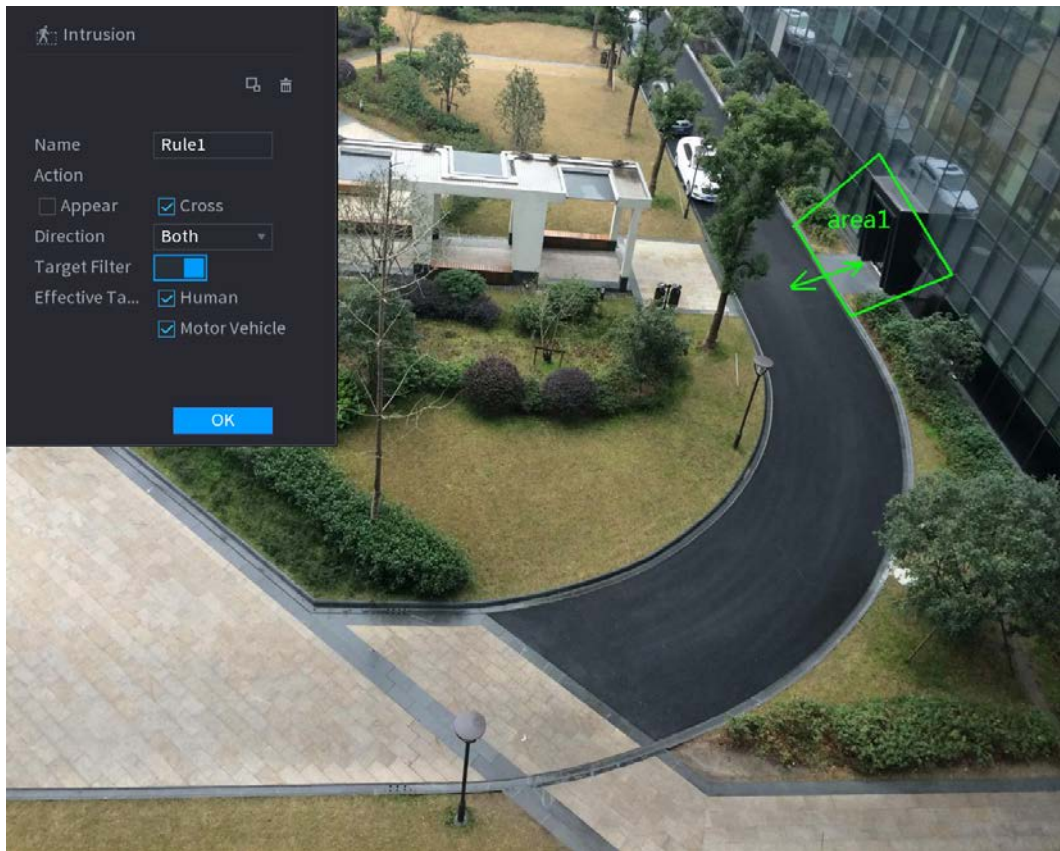 Intrusion
Name Rule1
Action
Appear Cross
Direction Both
Target Filter
Effective Ta... Human
Motor Vehicle
OK
area1